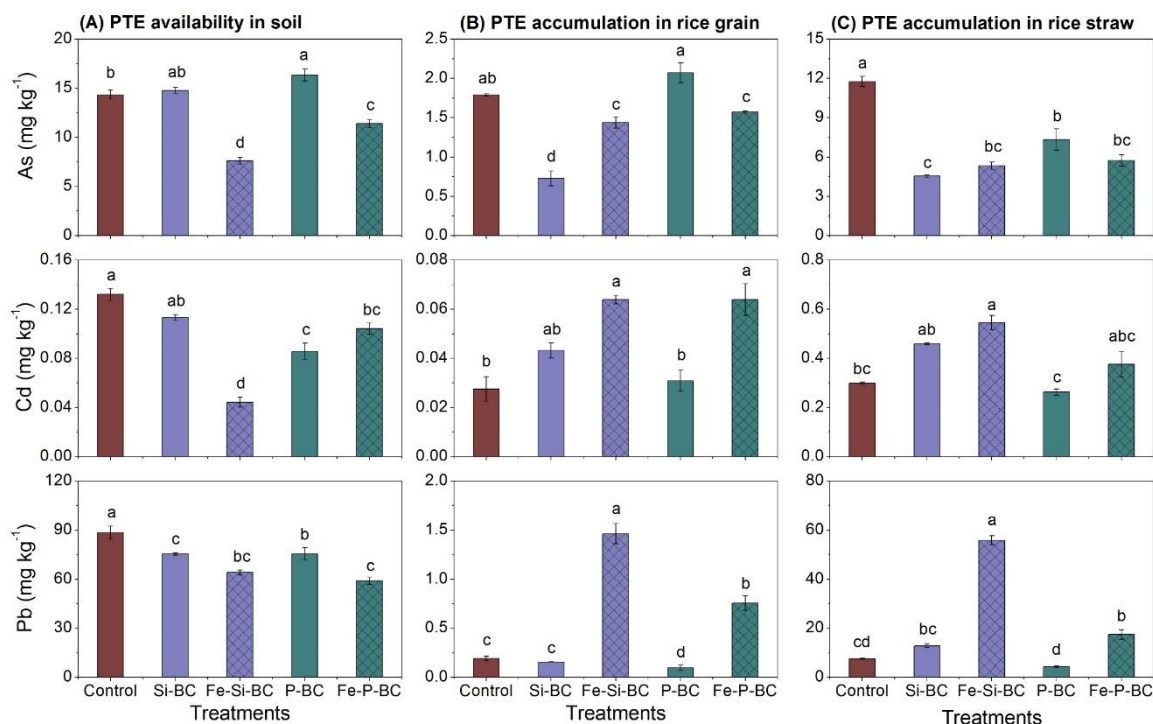 (A) PTE availability in soil
(B) PTE accumulation in rice grain
(C) PTE accumulation in rice straw
As (mg kg⁻¹)
20
15
10
5
0
b
ab
d
a
c
2.5
2.0
1.5
1.0
0.5
0.0
ab
d
c
a
c
15
12
9
6
3
0
a
c
bc
b
bc
Cd (mg kg⁻¹)
0.16
0.12
0.08
0.04
0.00
a
ab
d
c
bc
0.08
0.06
0.04
0.02
0.00
b
ab
a
b
a
0.8
0.6
0.4
0.2
0.0
bc
ab
a
c
abc
Pb (mg kg⁻¹)
120
90
60
30
0
a
c
bc
b
c
2.0
1.5
1.0
0.5
0.0
c
c
a
d
b
80
60
40
20
0
cd
bc
a
d
b
Control Si-BC Fe-Si-BC P-BC Fe-P-BC
Treatments
Control Si-BC Fe-Si-BC P-BC Fe-P-BC
Treatments
Control Si-BC Fe-Si-BC P-BC Fe-P-BC
Treatments